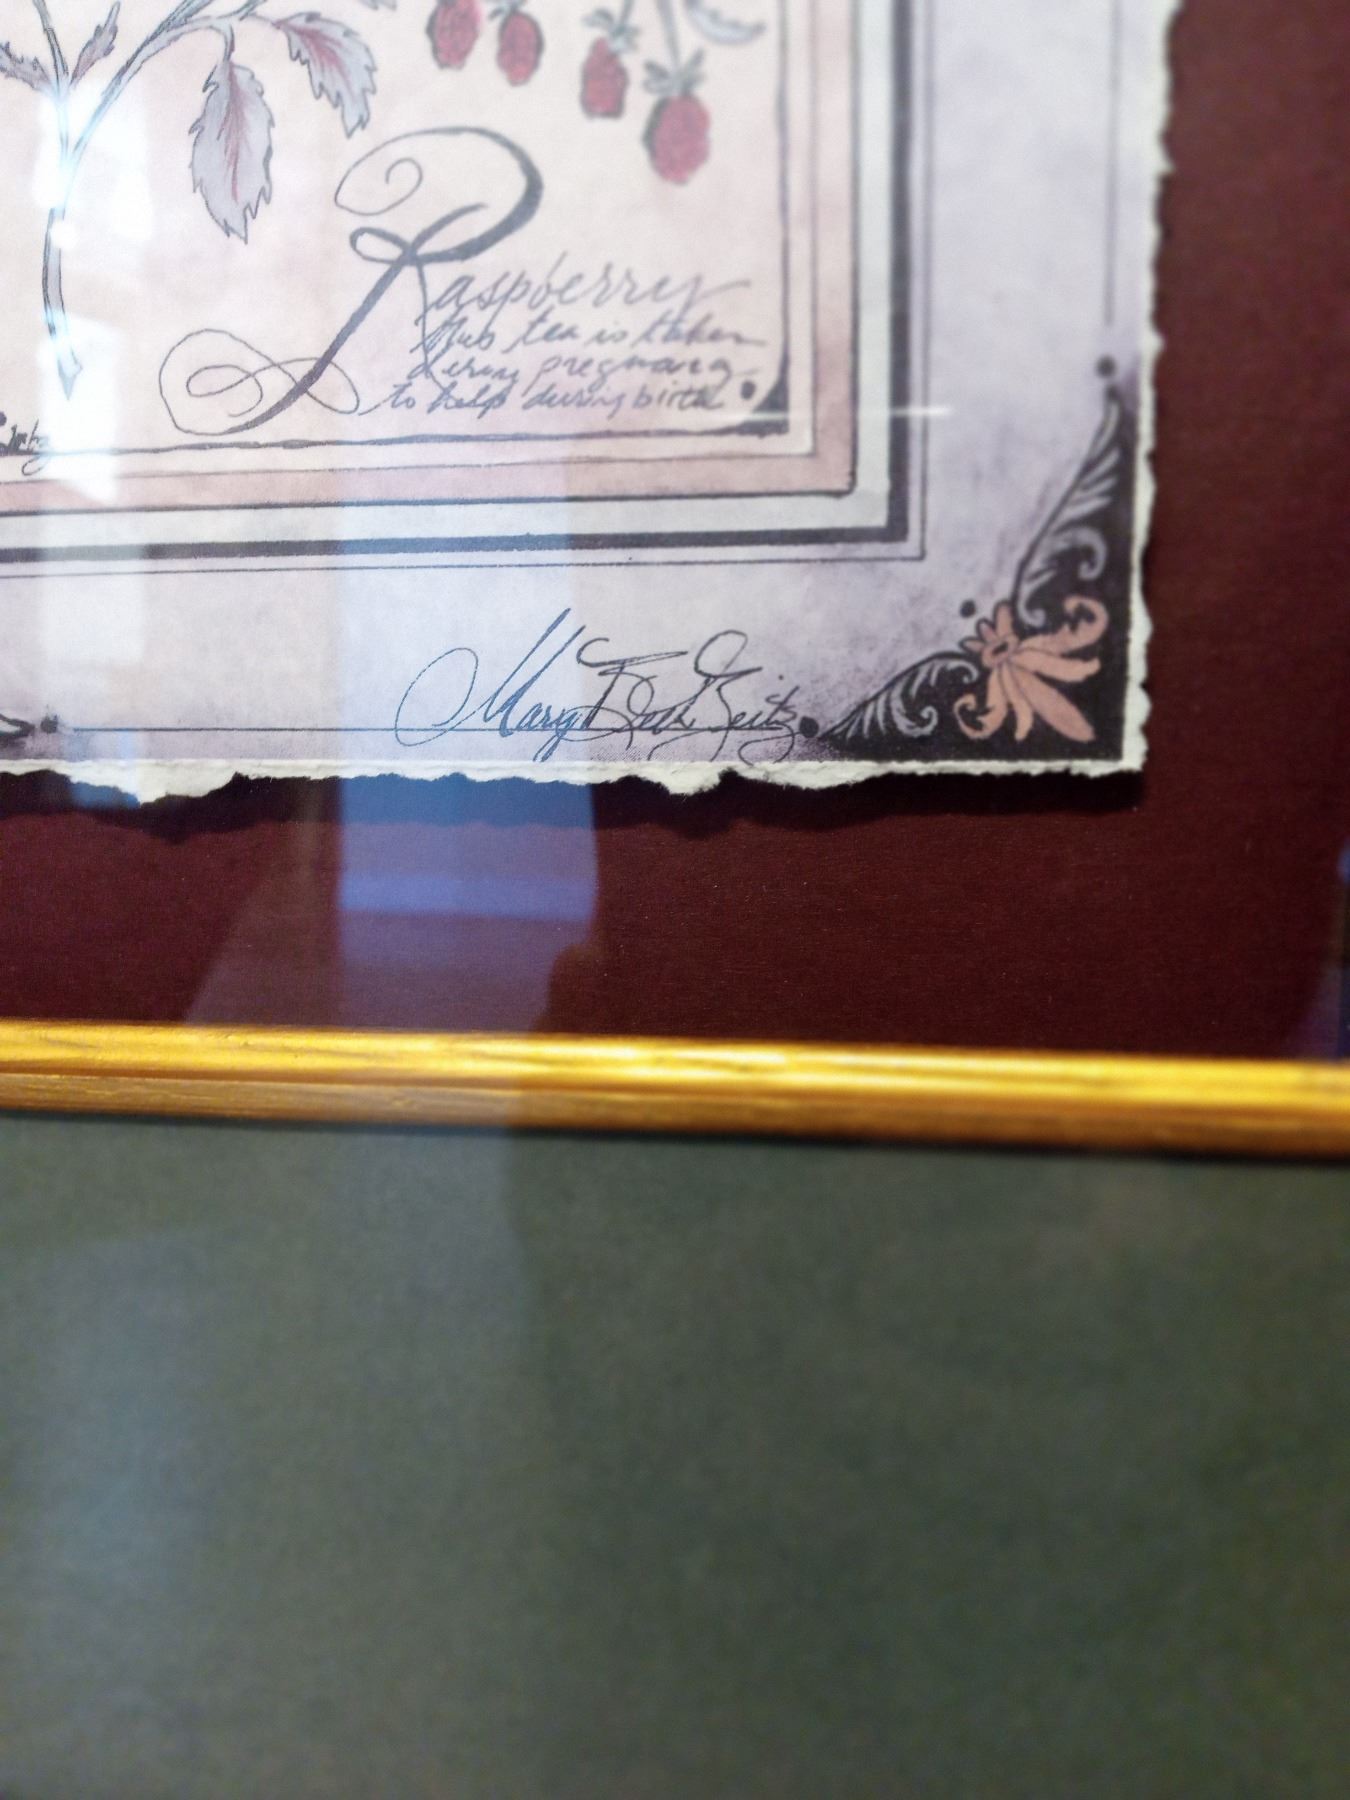 Raspberry
this tea is taken
during pregnancy
to help during birth
Mary Beth Zeitz